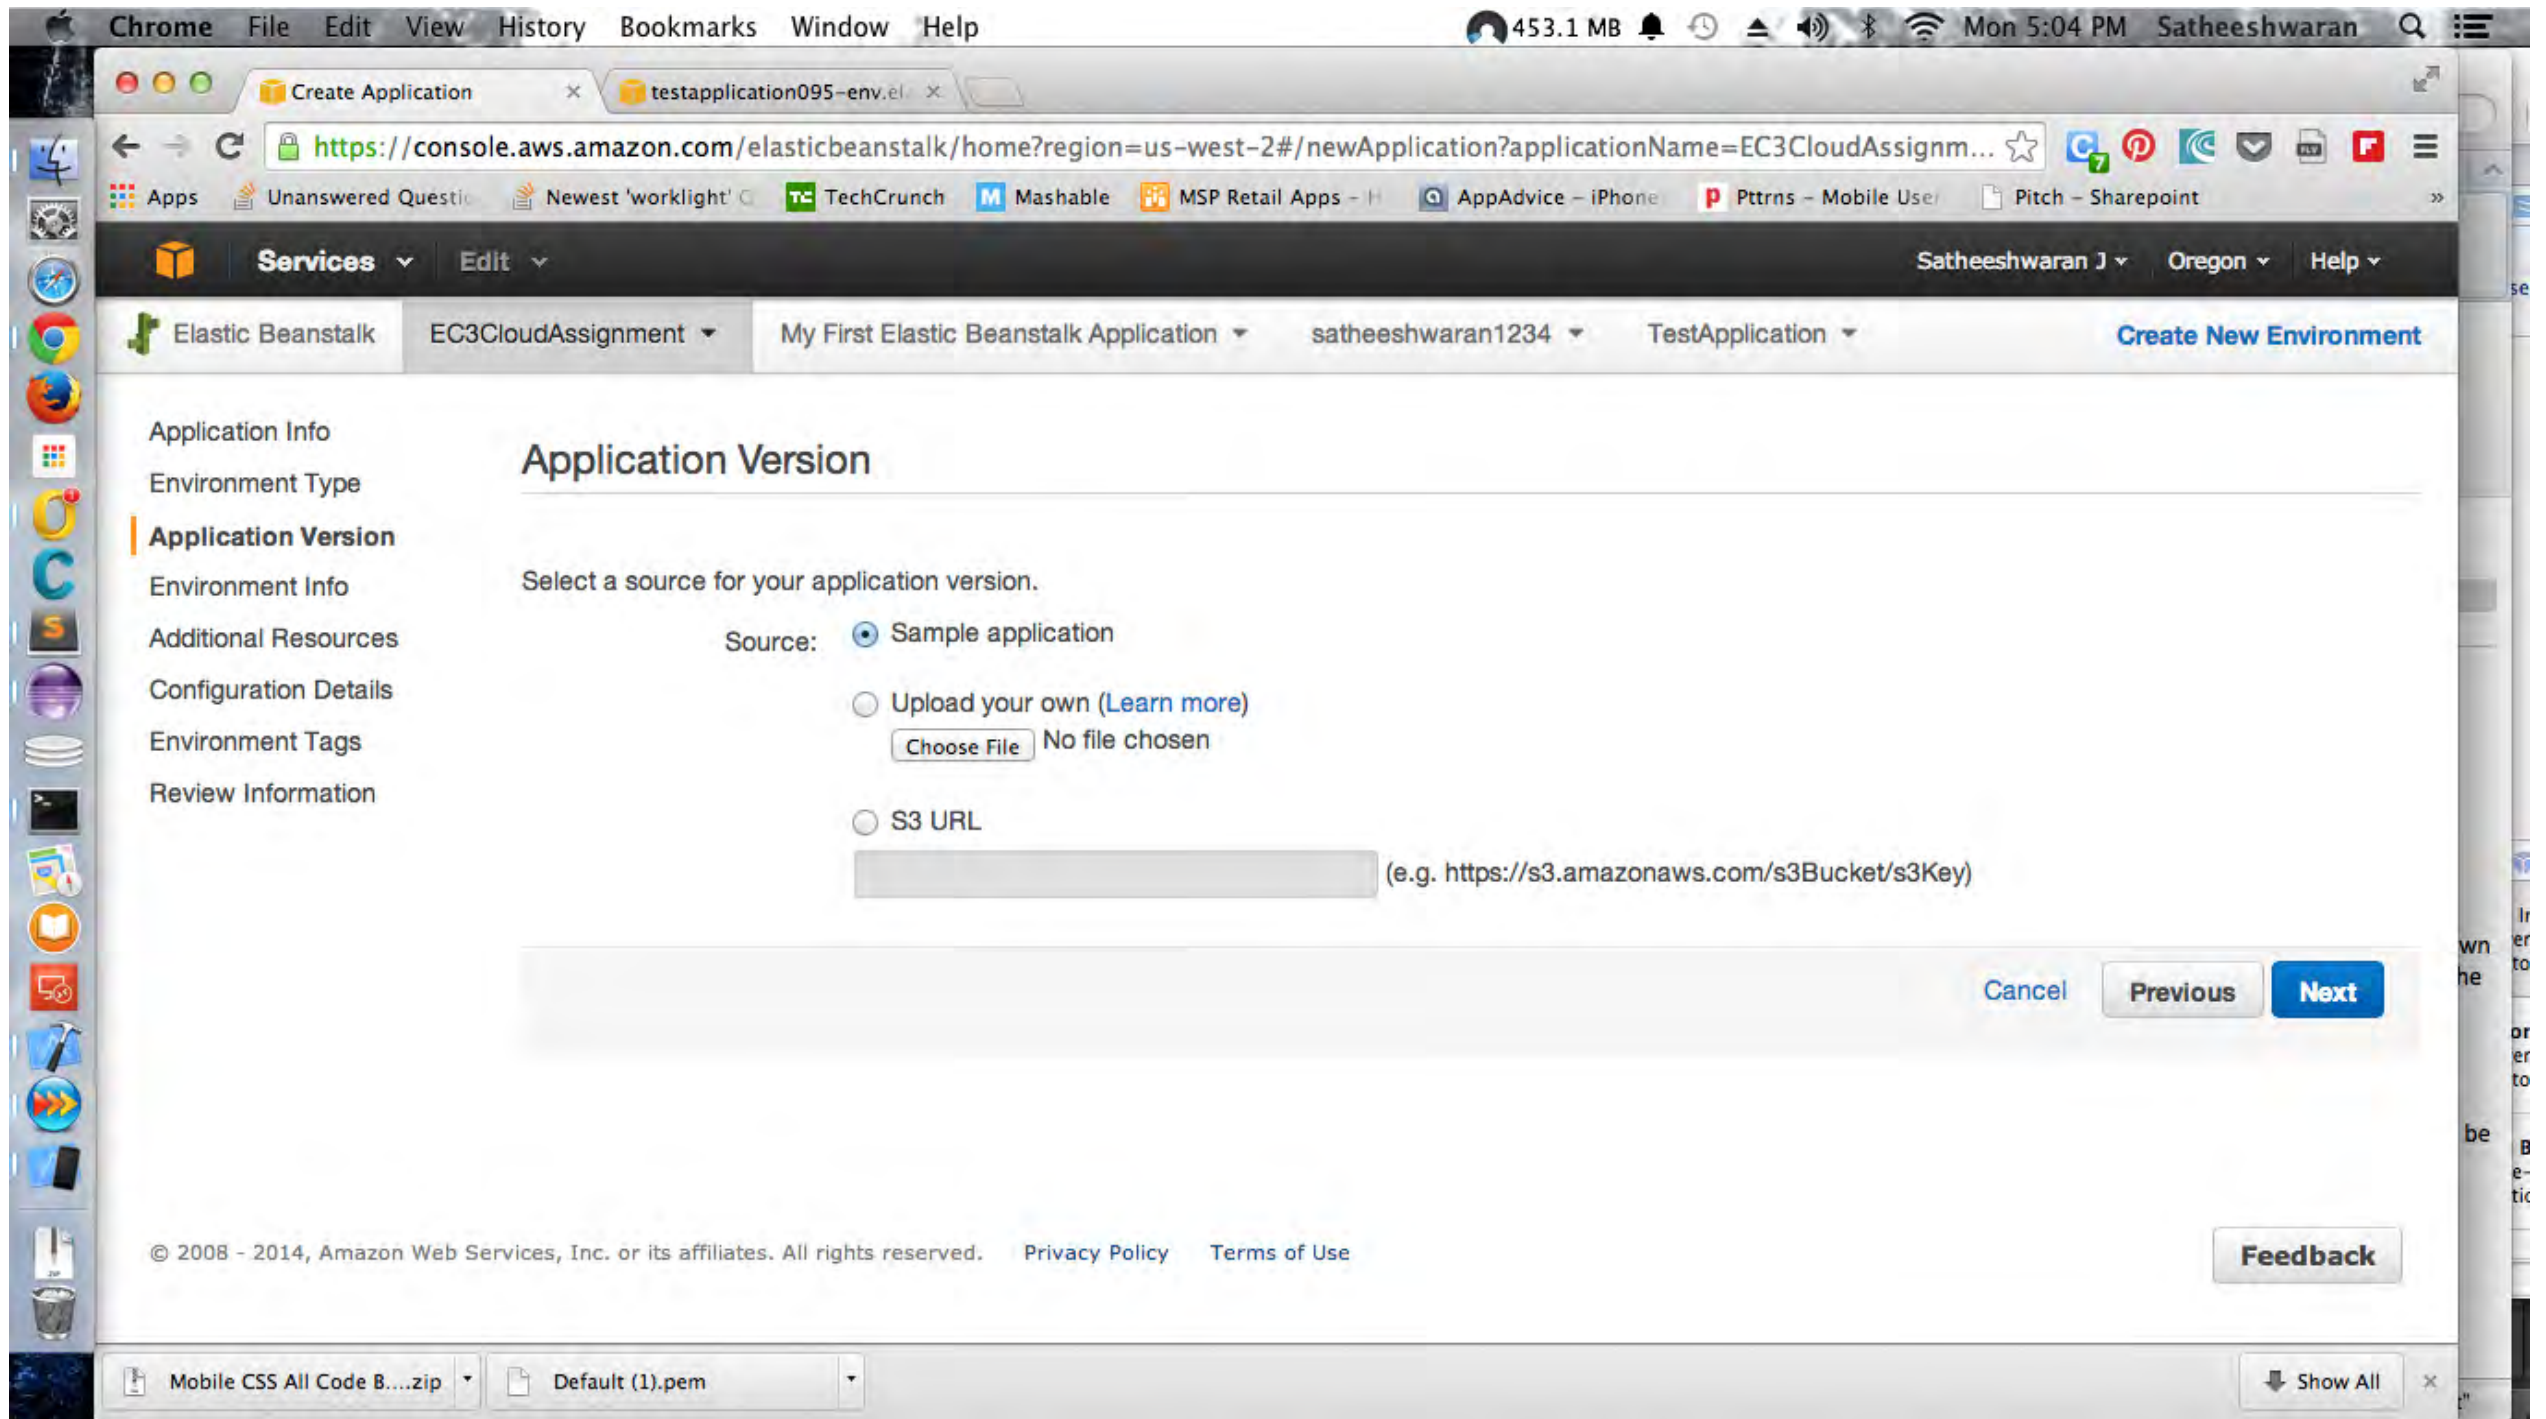 Chrome File Edit View History Bookmarks Window Help 453.1 MB Mon 5:04 PM Satheeshwaran
Create Application testapplication095-env.el
https://console.aws.amazon.com/elasticbeanstalk/home?region=us-west-2#/newApplication?applicationName=EC3CloudAssignm...
Apps Unanswered Questio Newest 'worklight' TechCrunch Mashable MSP Retail Apps - H AppAdvice - iPhone Pttrns - Mobile User Pitch - Sharepoint »
Services Edit Satheeshwaran J Oregon Help
Elastic Beanstalk EC3CloudAssignment My First Elastic Beanstalk Application satheeshwaran1234 TestApplication Create New Environment
Application Info
Environment Type
Application Version
Environment Info
Additional Resources
Configuration Details
Environment Tags
Review Information
Application Version
Select a source for your application version.
Source: Sample application
Upload your own (Learn more)
Choose File No file chosen
S3 URL
(e.g. https://s3.amazonaws.com/s3Bucket/s3Key)
Cancel Previous Next
© 2008 - 2014, Amazon Web Services, Inc. or its affiliates. All rights reserved. Privacy Policy Terms of Use
Feedback
Mobile CSS All Code B....zip Default (1).pem Show All